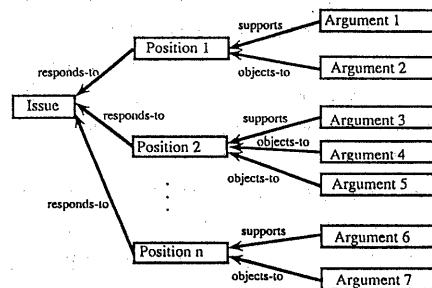 supports
Argument 1
Position 1
responds-to
objects-to
Argument 2
Issue
supports
Argument 3
responds-to
objects-to
Position 2
Argument 4
objects-to
Argument 5
responds-to
supports
Argument 6
Position n
objects-to
Argument 7